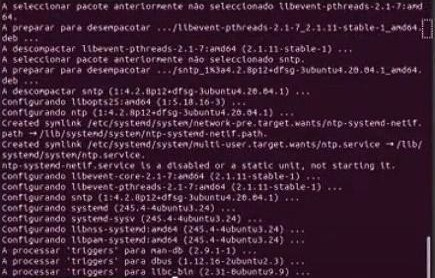 A seleccionar pacote anteriormente não seleccionado libevent-pthreads-2.1-7:amd
64.
A preparar para desempacotar .../libevent-pthreads-2.1-7_2.1.11-stable-1_amd64.
deb ...
A descompactar libevent-pthreads-2.1-7:amd64 (2.1.11-stable-1) ...
A seleccionar pacote anteriormente não seleccionado sntp.
A preparar para desempacotar .../sntp_1%3a4.2.8p12+dfsg-3ubuntu4.20.04.1_amd64.
deb ...
A descompactar sntp (1:4.2.8p12+dfsg-3ubuntu4.20.04.1) ...
Configurando libopts25:amd64 (1:5.18.16-3) ...
Configurando ntp (1:4.2.8p12+dfsg-3ubuntu4.20.04.1) ...
Created symlink /etc/systemd/system/network-pre.target.wants/ntp-systemd-netif.
path → /lib/systemd/system/ntp-systemd-netif.path.
Created symlink /etc/systemd/system/multi-user.target.wants/ntp.service → /lib/
systemd/system/ntp.service.
ntp-systemd-netif.service is a disabled or a static unit, not starting it.
Configurando libevent-core-2.1-7:amd64 (2.1.11-stable-1) ...
Configurando libevent-pthreads-2.1-7:amd64 (2.1.11-stable-1) ...
Configurando sntp (1:4.2.8p12+dfsg-3ubuntu4.20.04.1) ...
Configurando systemd (245.4-4ubuntu3.24) ...
Configurando systemd-sysv (245.4-4ubuntu3.24) ...
Configurando libnss-systemd:amd64 (245.4-4ubuntu3.24) ...
Configurando libpam-systemd:amd64 (245.4-4ubuntu3.24) ...
A processar 'triggers' para man-db (2.9.1-1) ...
A processar 'triggers' para dbus (1.12.16-2ubuntu2.3) ...
A processar 'triggers' para libc-bin (2.31-0ubuntu9.9) ...